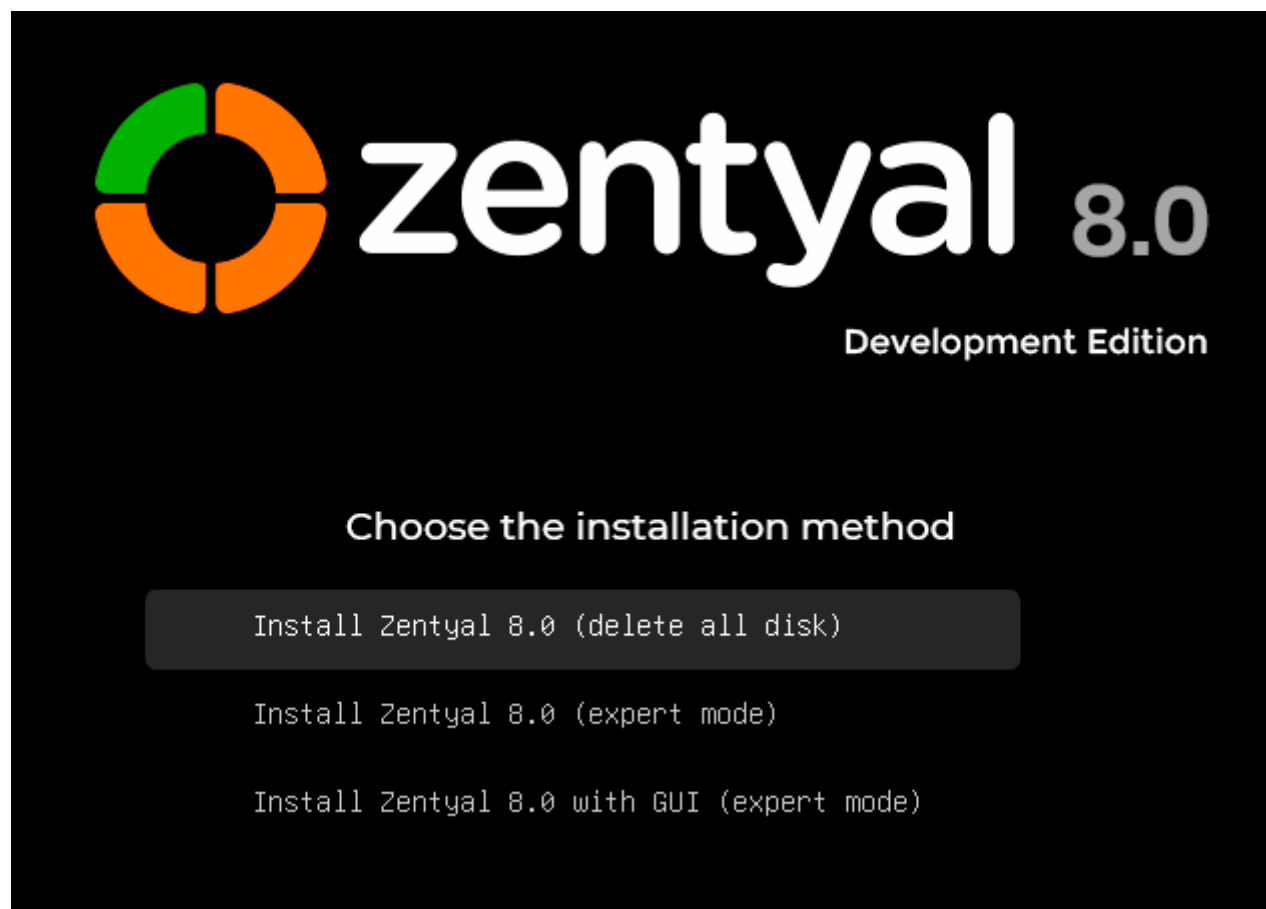 zentyal 8.0
Development Edition
Choose the installation method
Install Zentyal 8.0 (delete all disk)
Install Zentyal 8.0 (expert mode)
Install Zentyal 8.0 with GUI (expert mode)